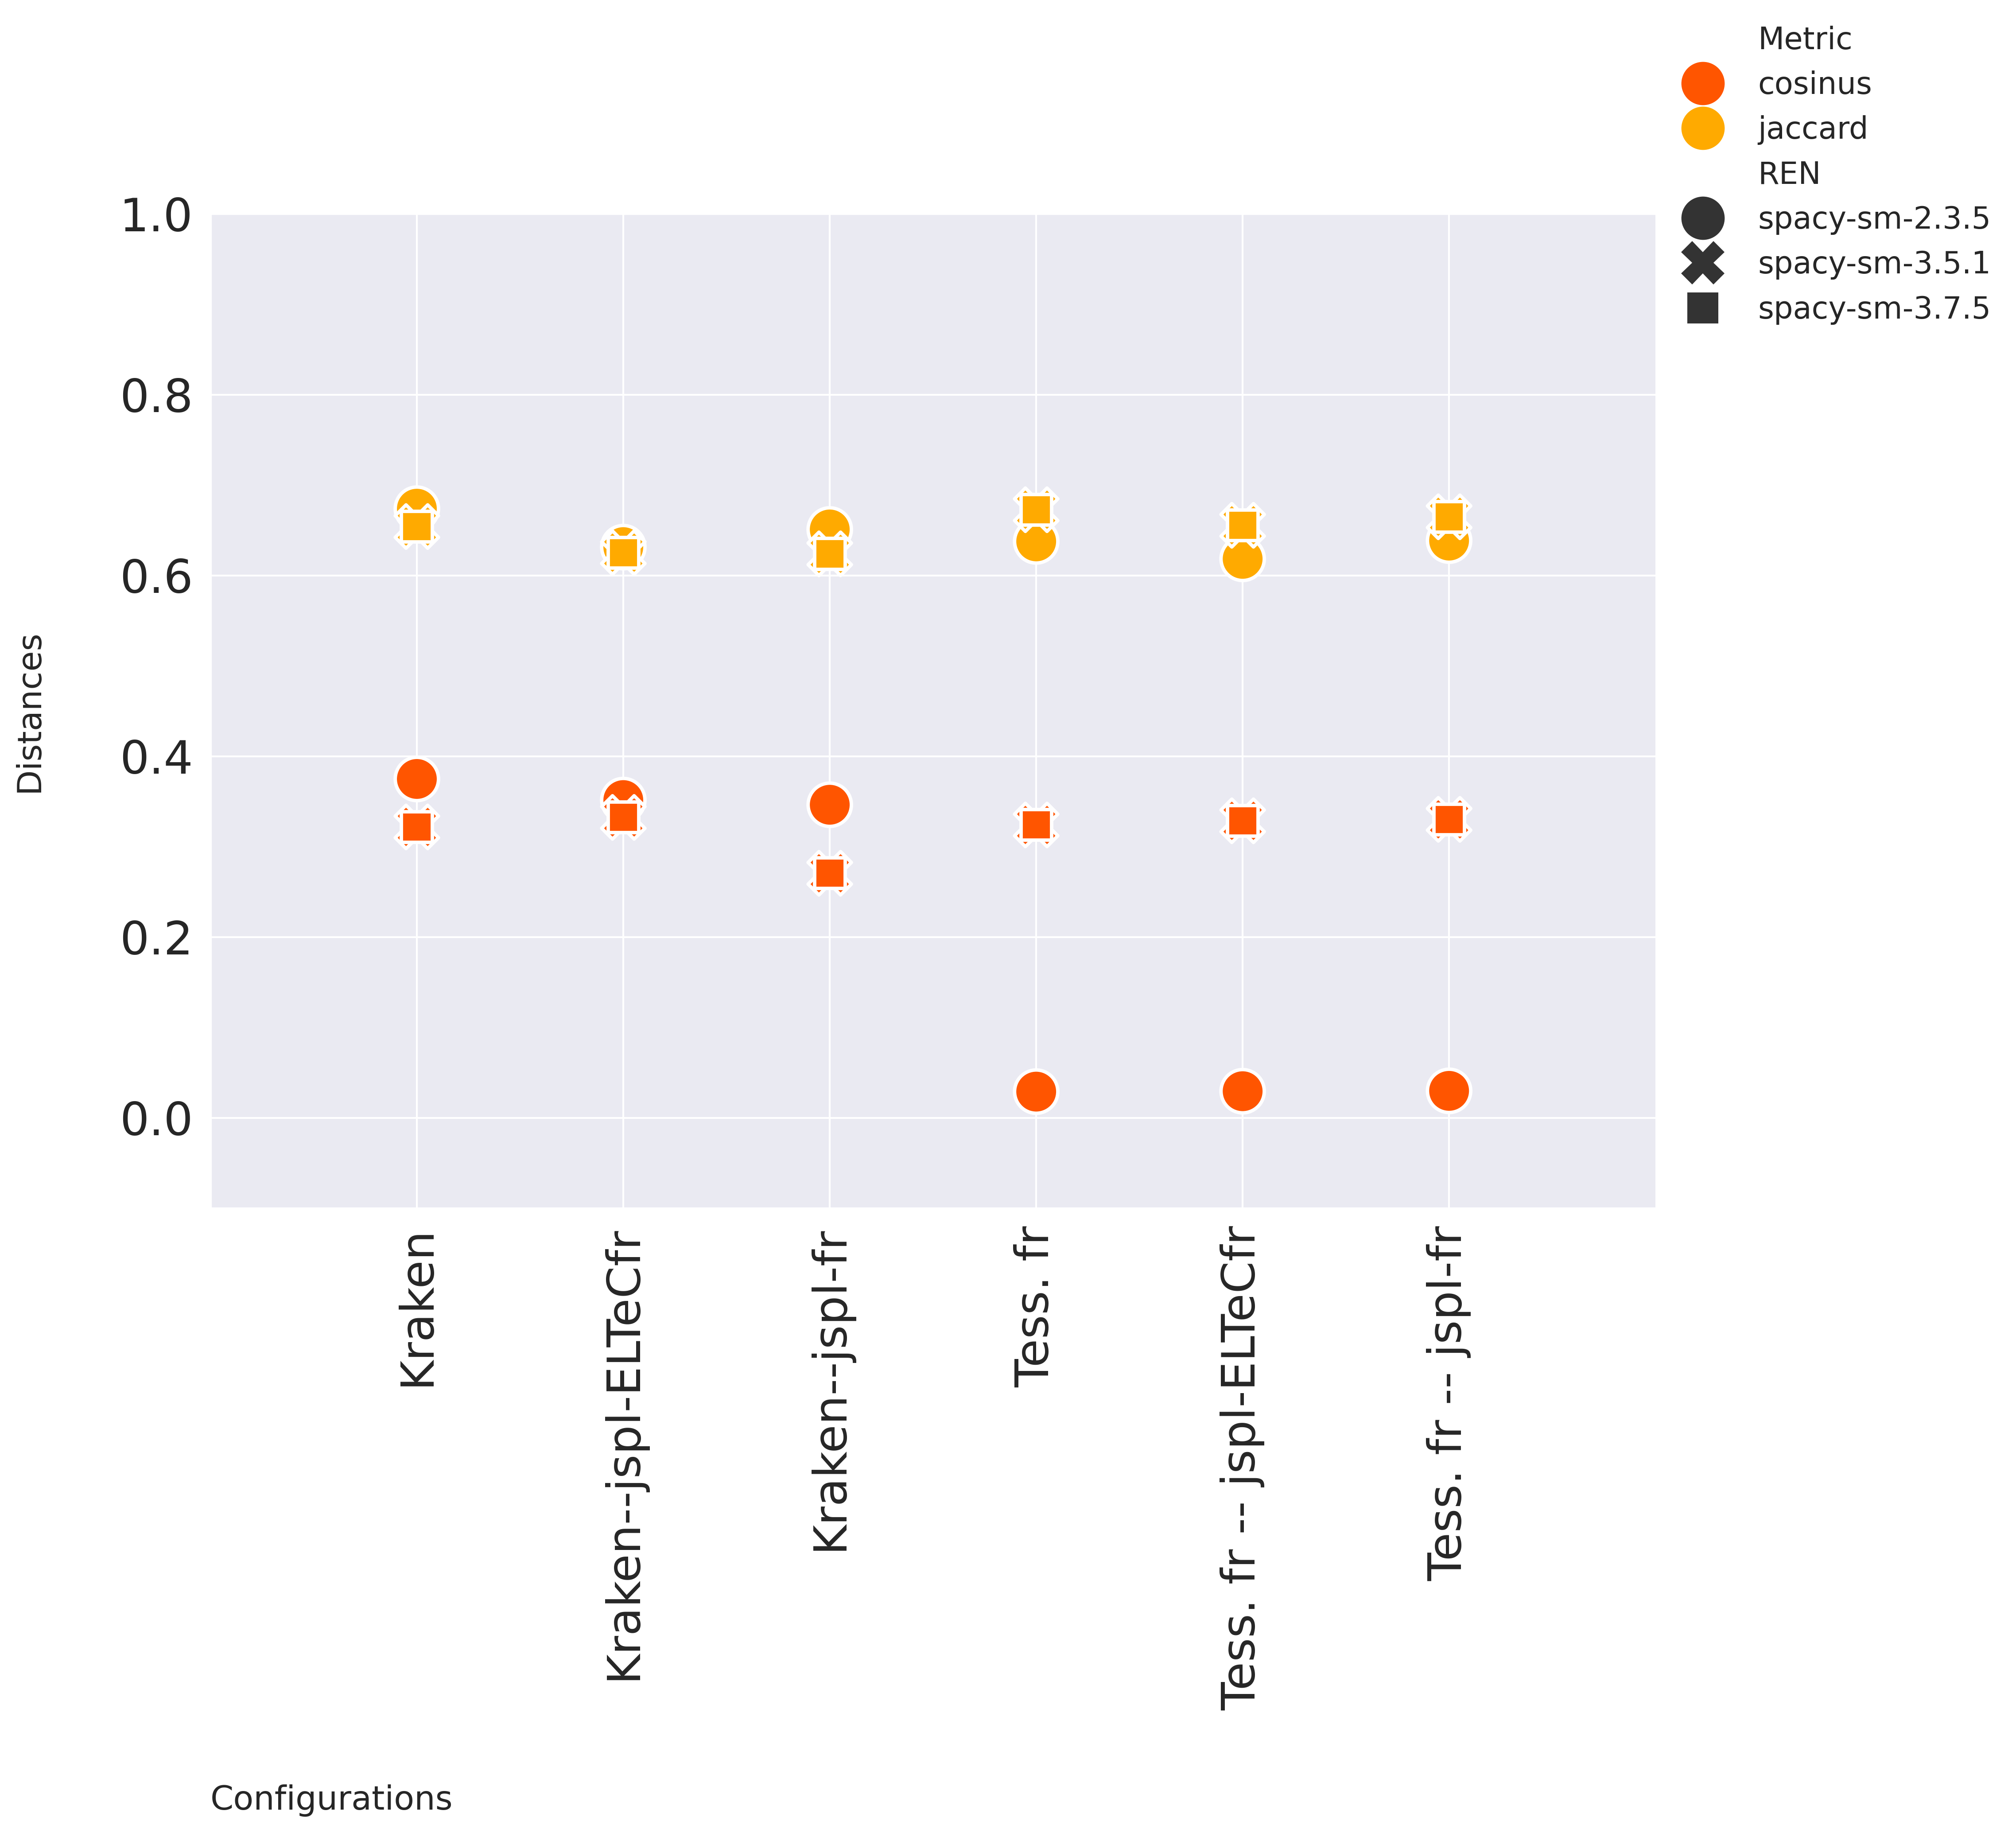 Metric
cosinus
jaccard
REN
spacy-sm-2.3.5
spacy-sm-3.5.1
spacy-sm-3.7.5
1.0
0.8
0.6
0.4
0.2
0.0
Distances
Kraken
Kraken--jspl-ELTeCfr
Kraken--jspl-fr
Tess. fr
Tess. fr -- jspl-ELTeCfr
Tess. fr -- jspl-fr
Configurations